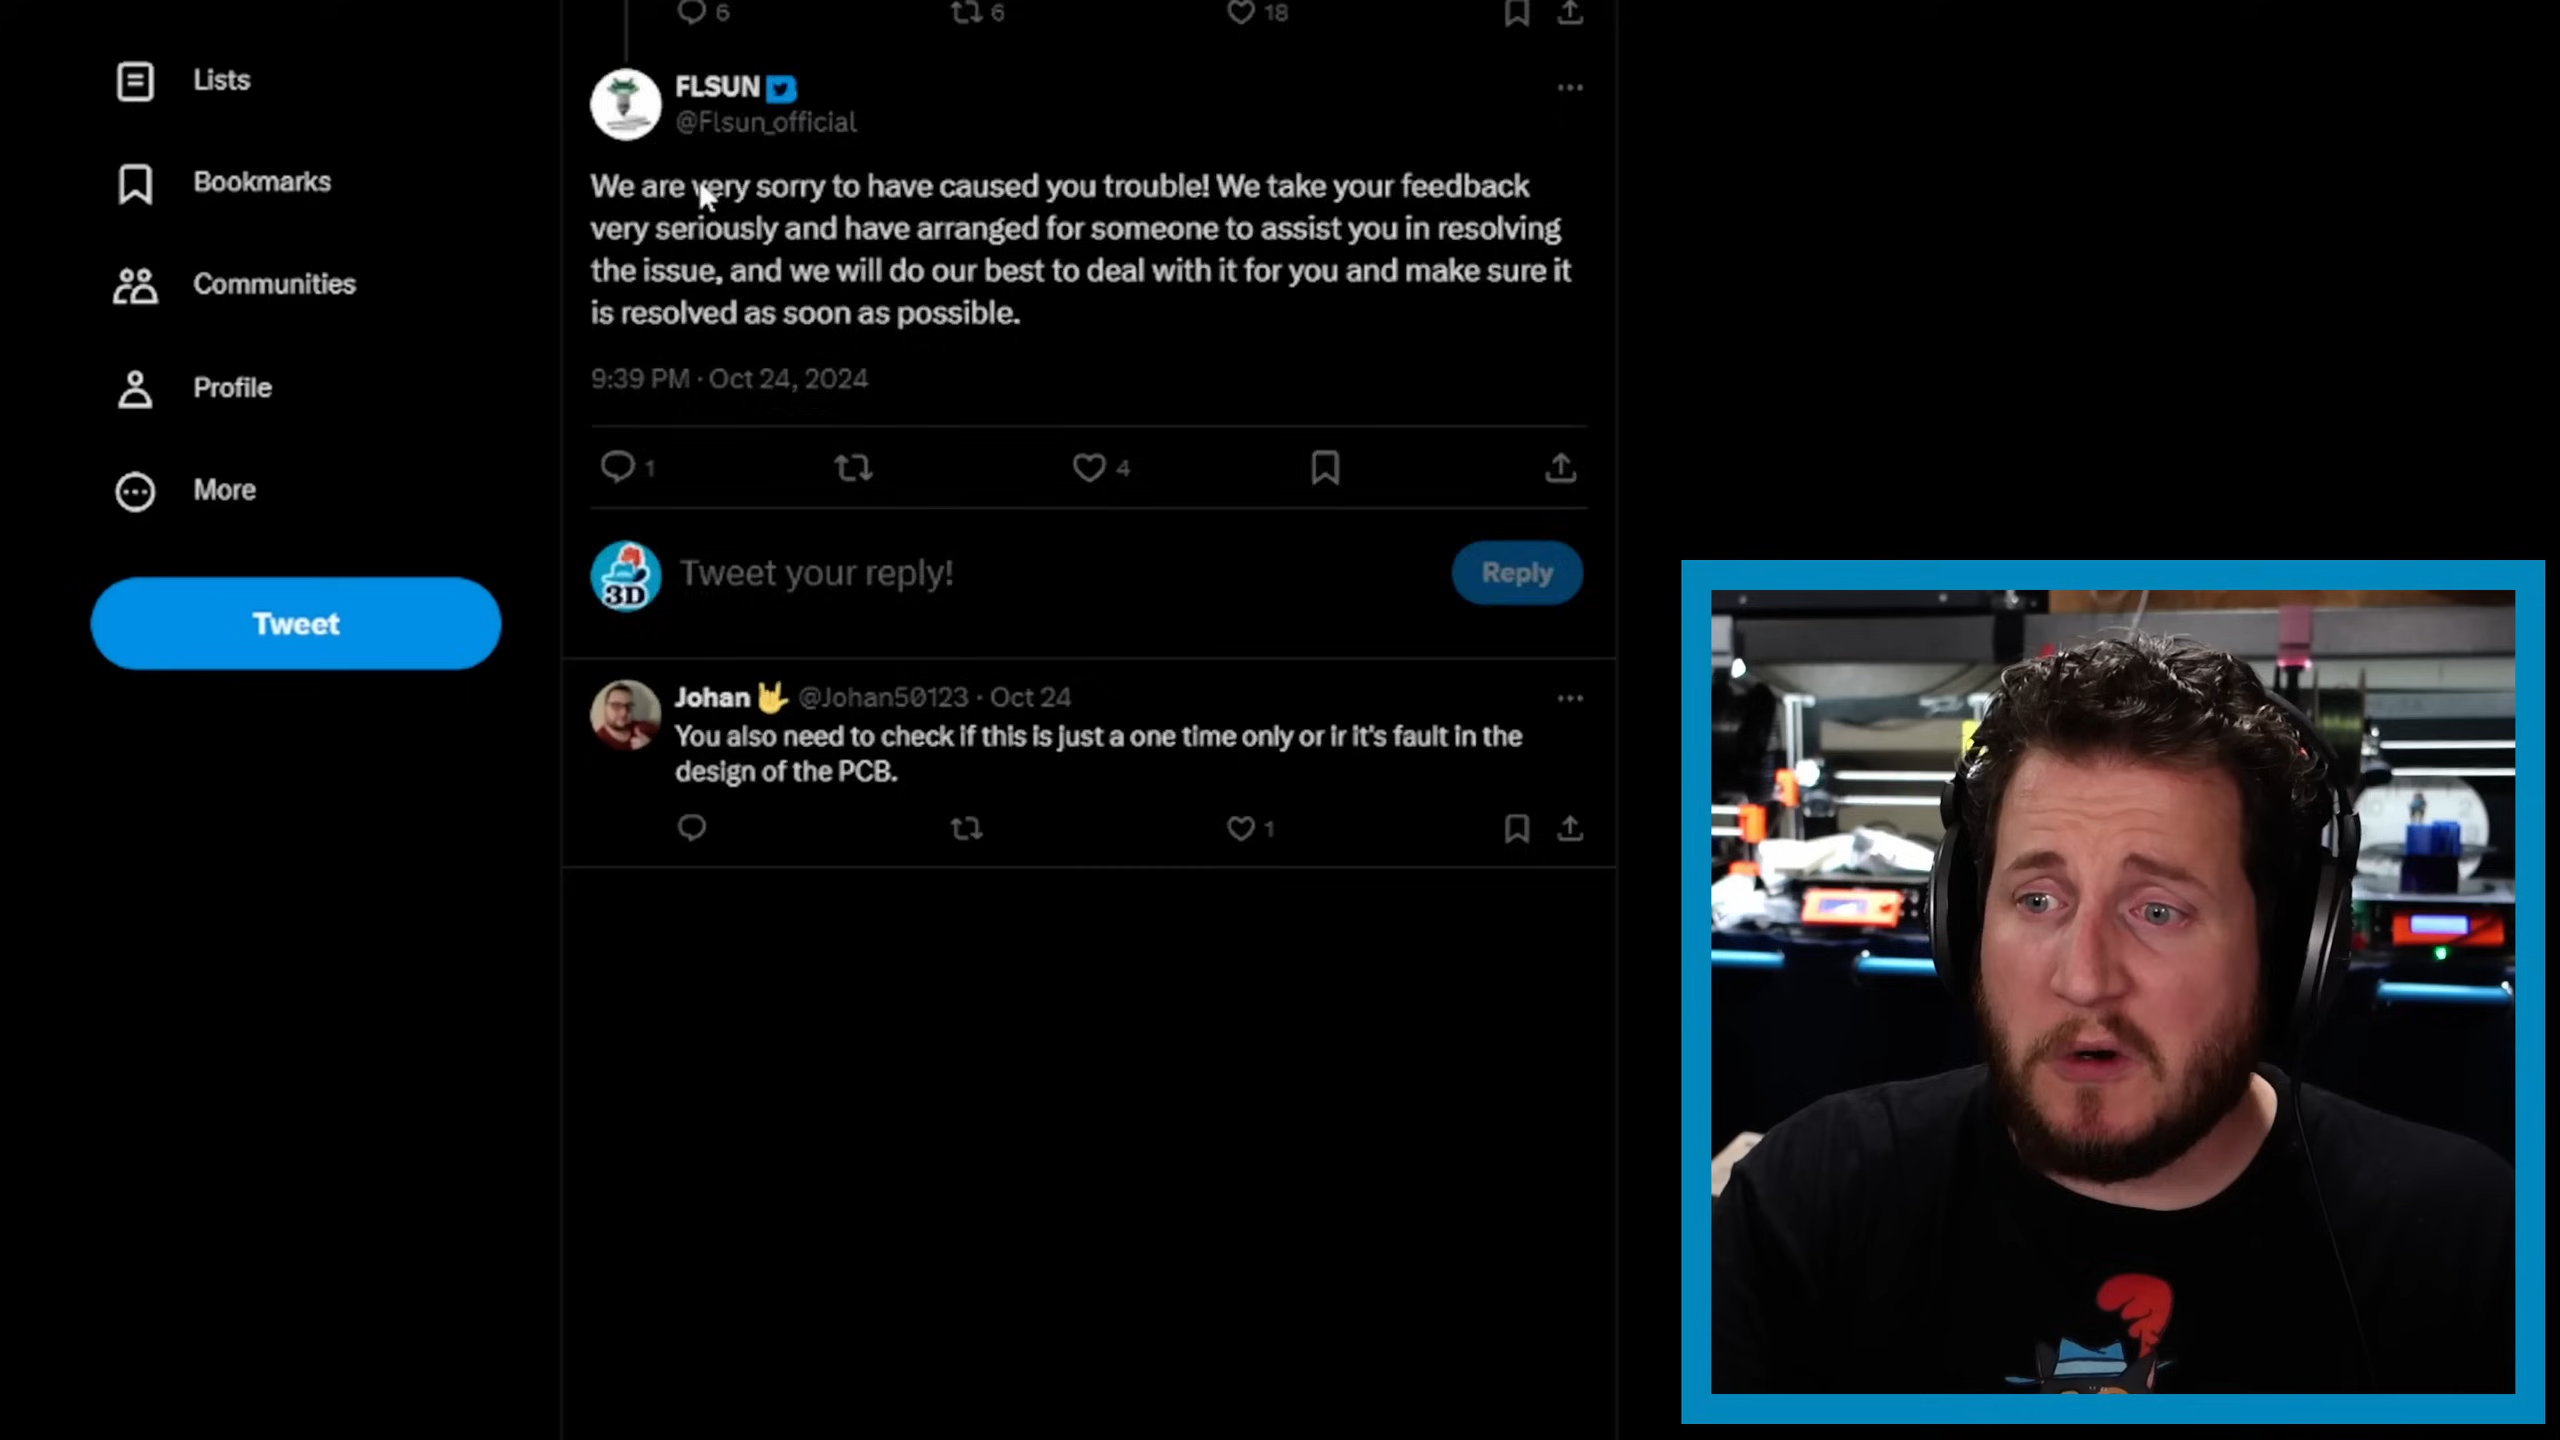 6 6 18
Lists
Bookmarks
Communities
Profile
More
Tweet
FLSUN
@Flsun_official
We are very sorry to have caused you trouble! We take your feedback
very seriously and have arranged for someone to assist you in resolving
the issue, and we will do our best to deal with it for you and make sure it
is resolved as soon as possible.
9:39 PM · Oct 24, 2024
1 4
3D
Tweet your reply!
Reply
Johan 🤟 @Johan50123 · Oct 24
You also need to check if this is just a one time only or ir it's fault in the
design of the PCB.
1